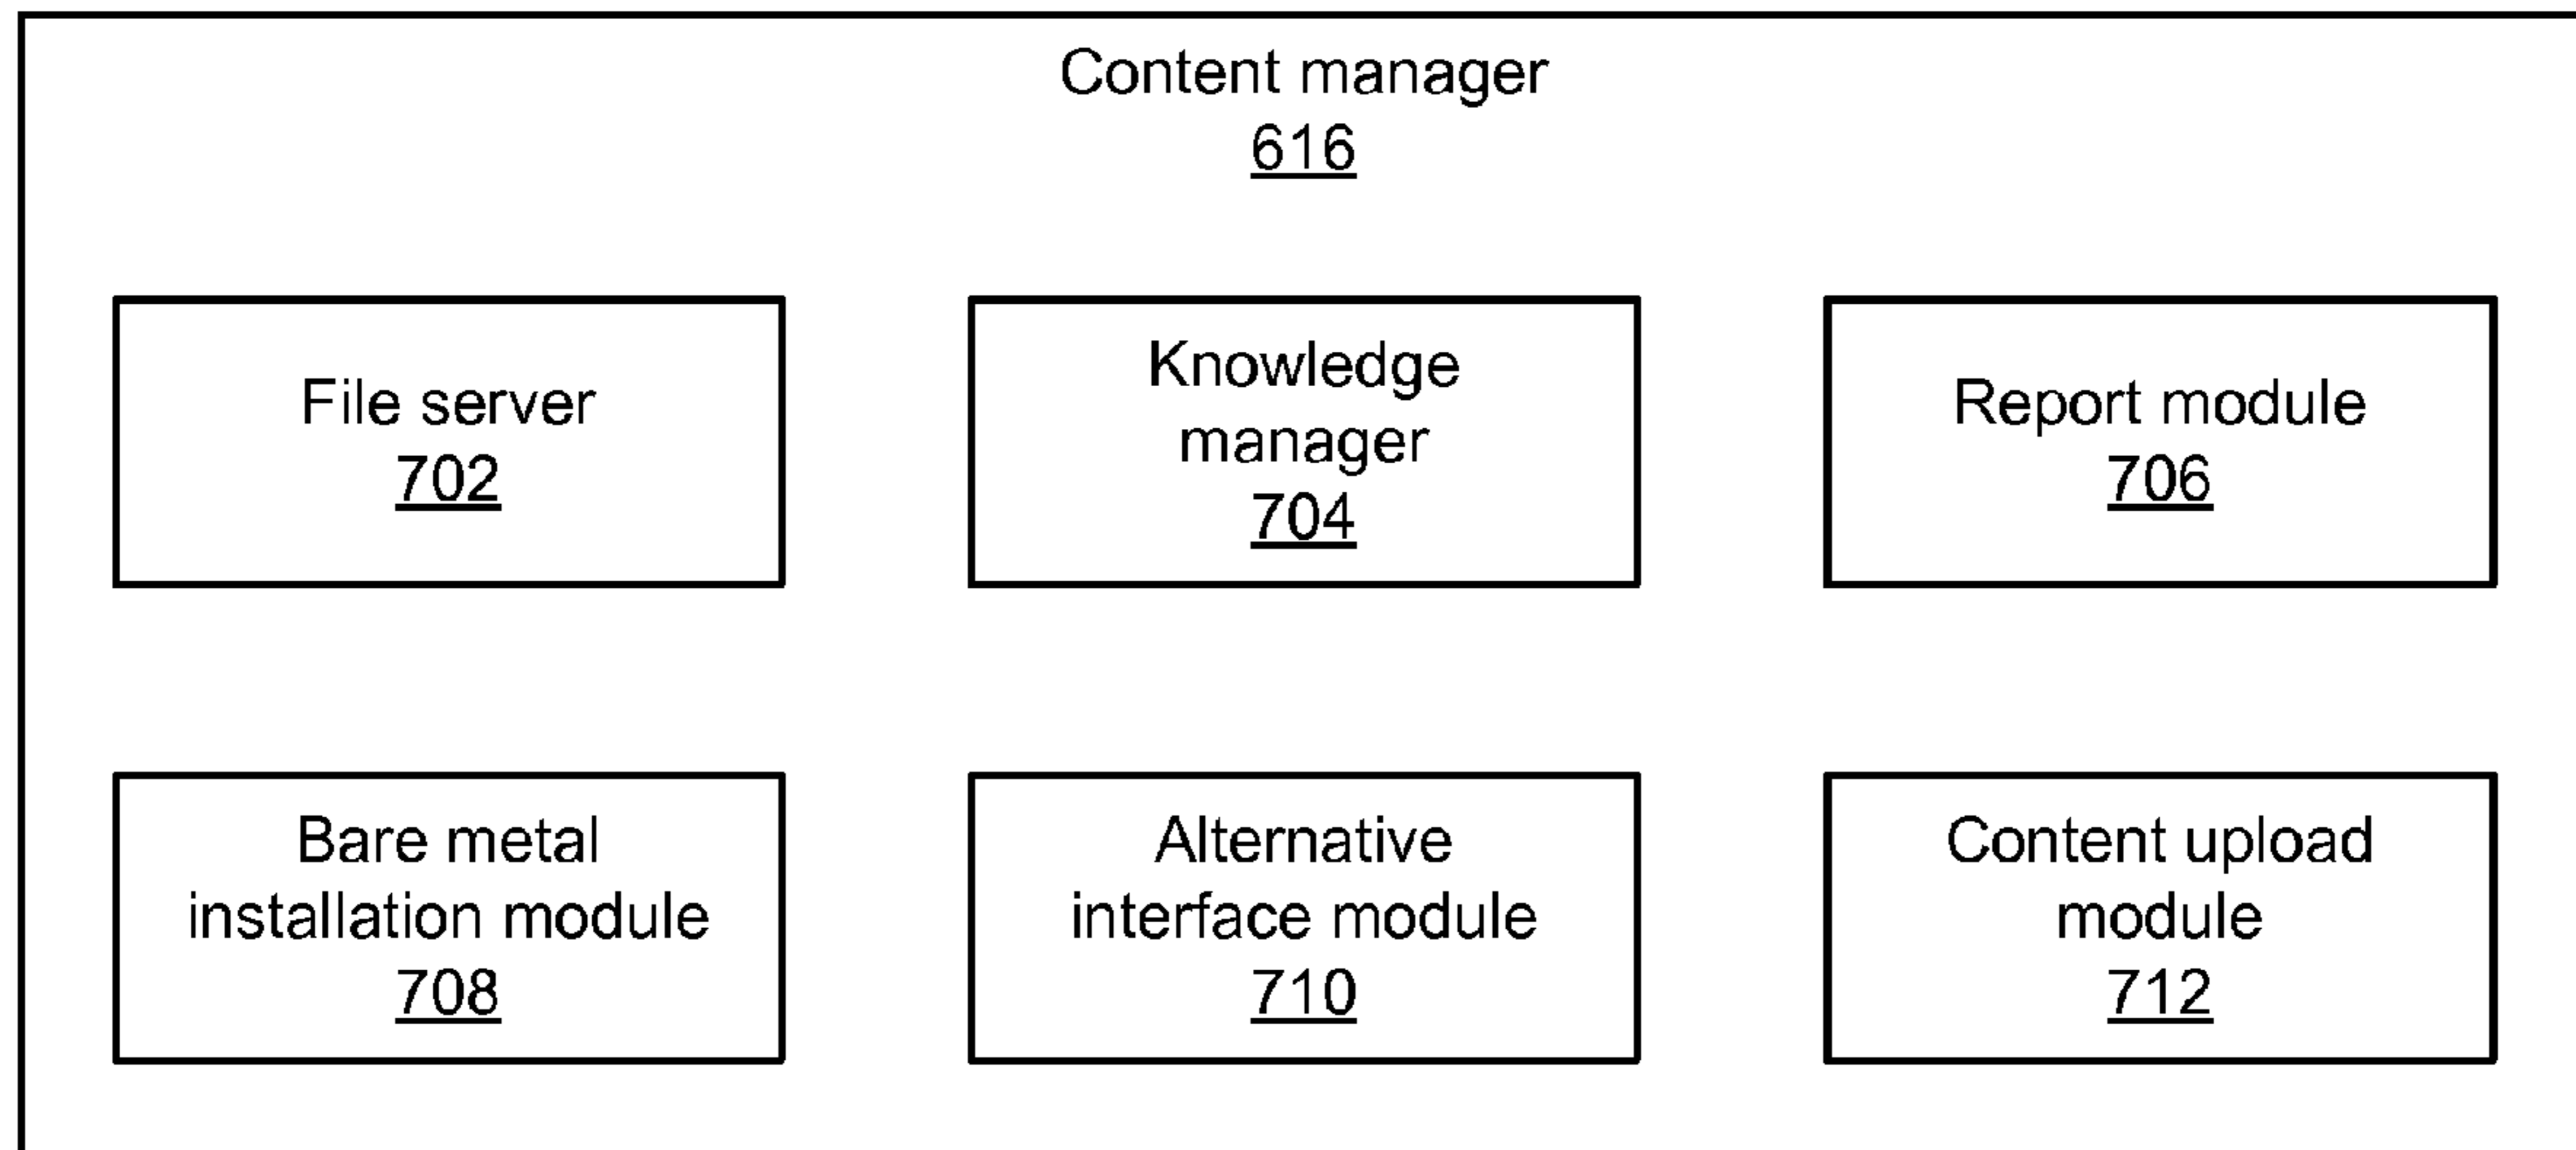 Content manager
616
File server
702
Knowledge
manager
704
Report module
706
Bare metal
installation module
708
Alternative
interface module
710
Content upload
module
712